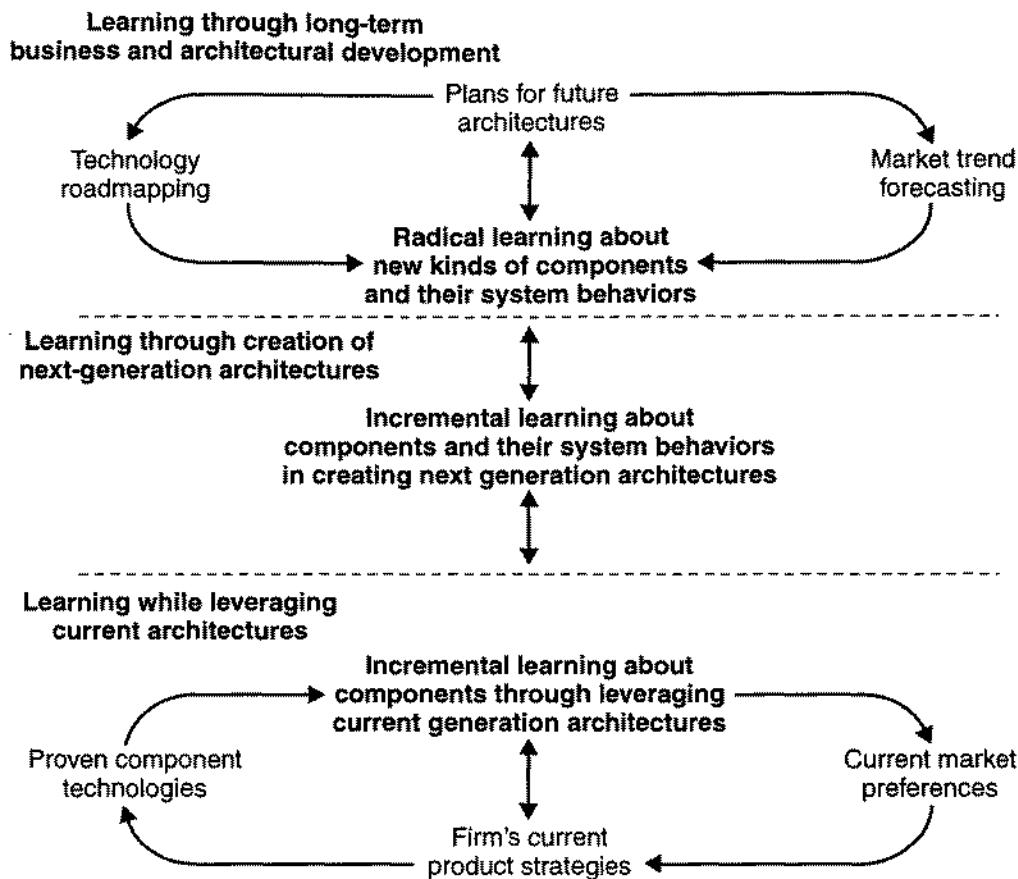 Learning through long-term
business and architectural development
Plans for future
architectures
Technology
roadmapping
Market trend
forecasting
Radical learning about
new kinds of components
and their system behaviors
Learning through creation of
next-generation architectures
Incremental learning about
components and their system behaviors
in creating next generation architectures
Learning while leveraging
current architectures
Incremental learning about
components through leveraging
current generation architectures
Proven component
technologies
Current market
preferences
Firm's current
product strategies